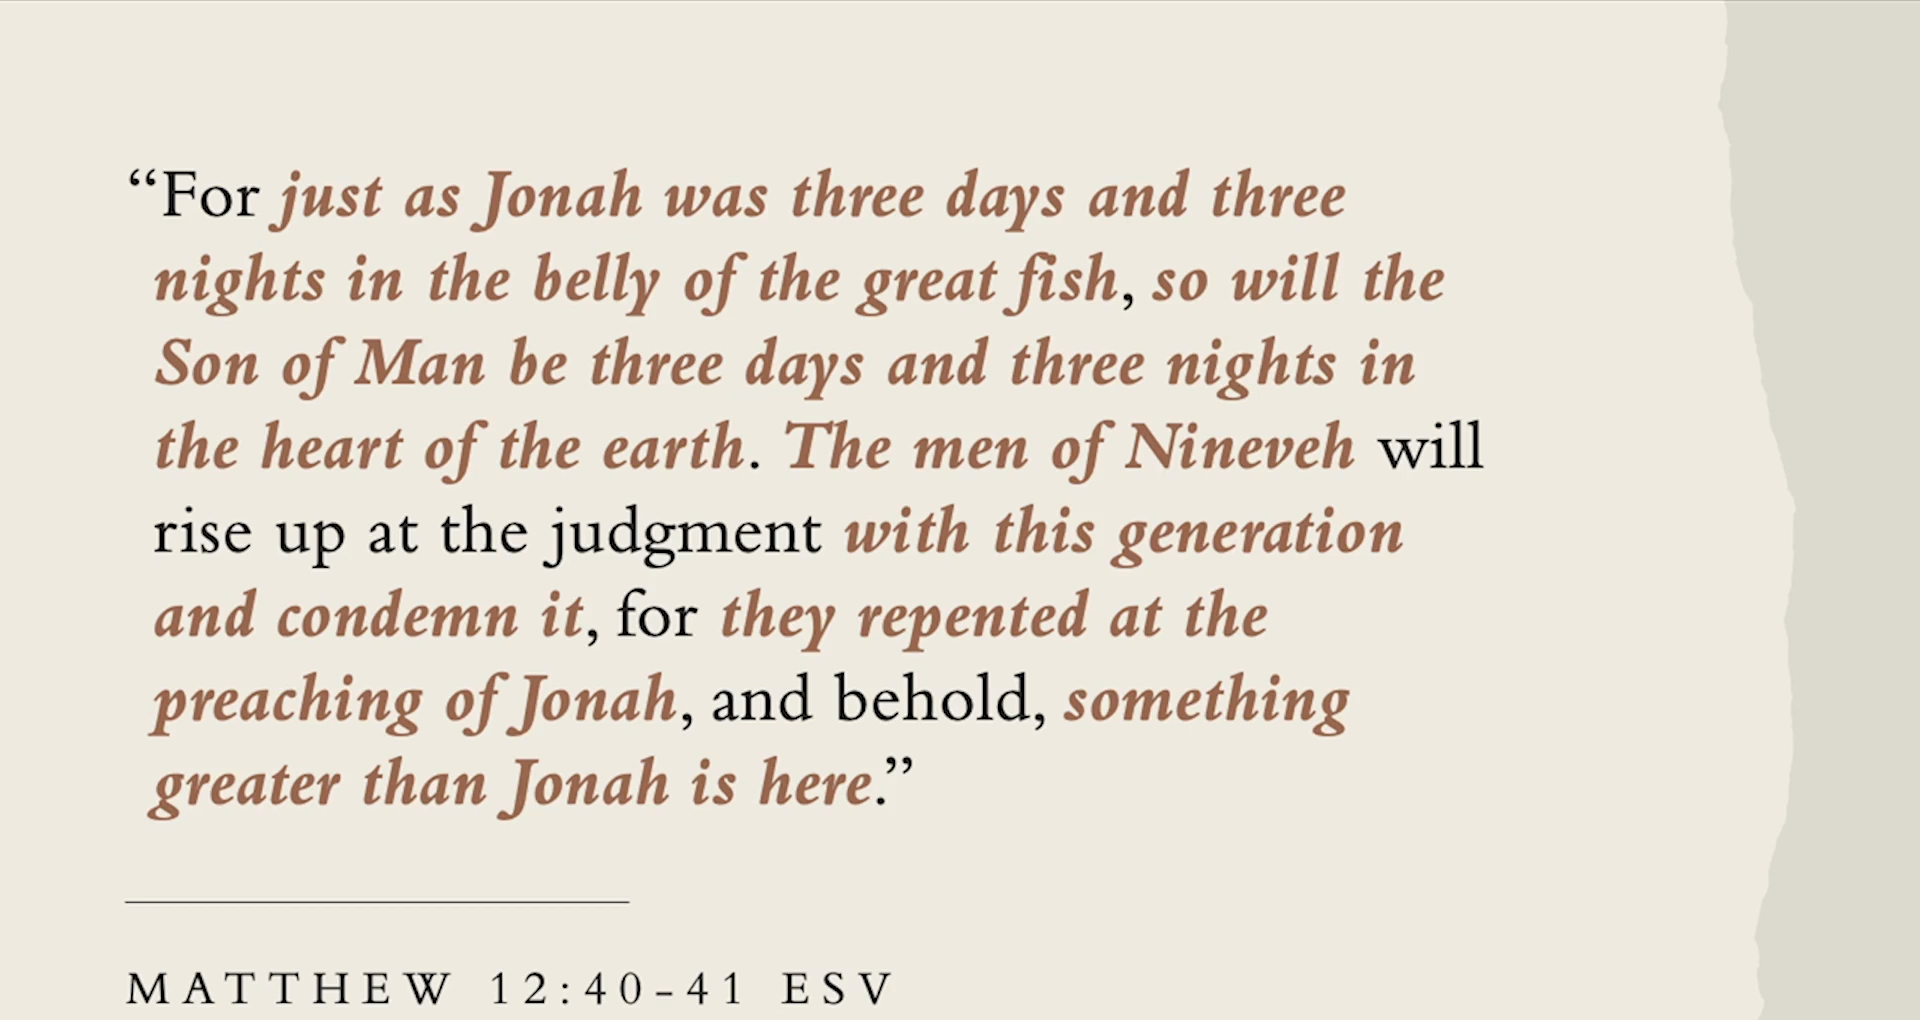 “For just as Jonah was three days and three
nights in the belly of the great fish, so will the
Son of Man be three days and three nights in
the heart of the earth. The men of Nineveh will
rise up at the judgment with this generation
and condemn it, for they repented at the
preaching of Jonah, and behold, something
greater than Jonah is here.”
MATTHEW 12:40-41 ESV